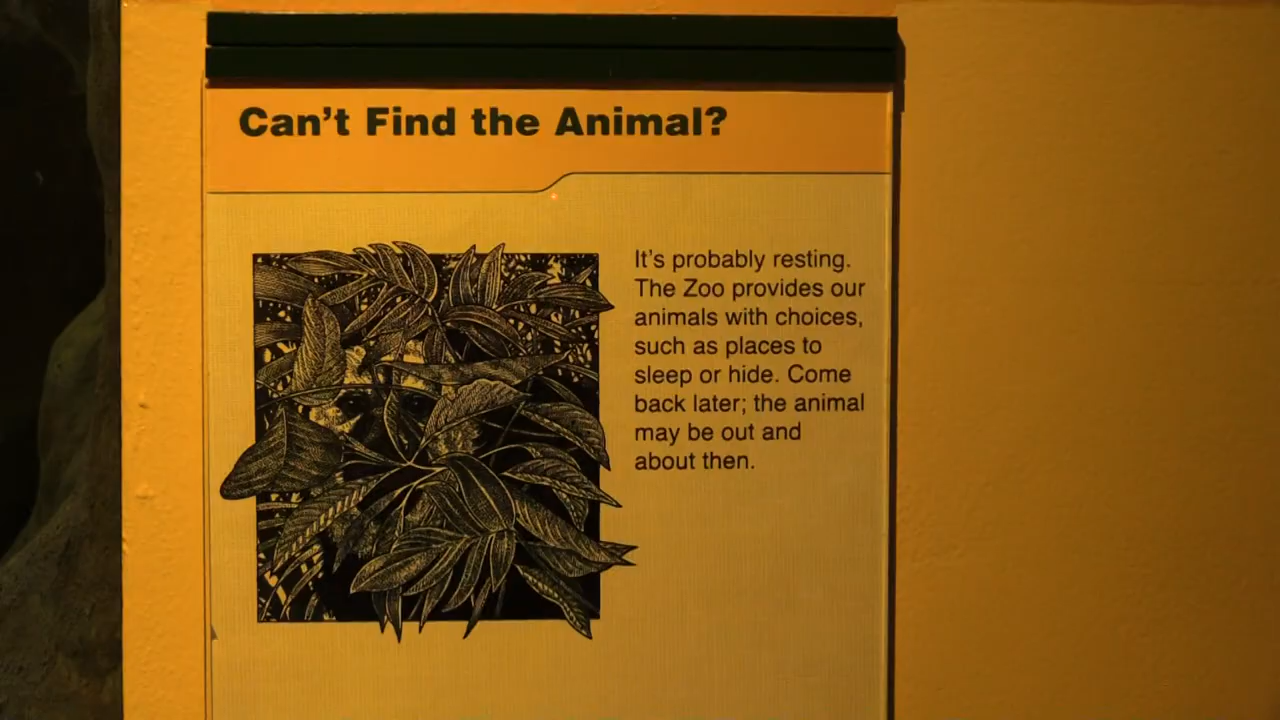 Can't Find the Animal?
It's probably resting.
The Zoo provides our
animals with choices,
such as places to
sleep or hide. Come
back later; the animal
may be out and
about then.